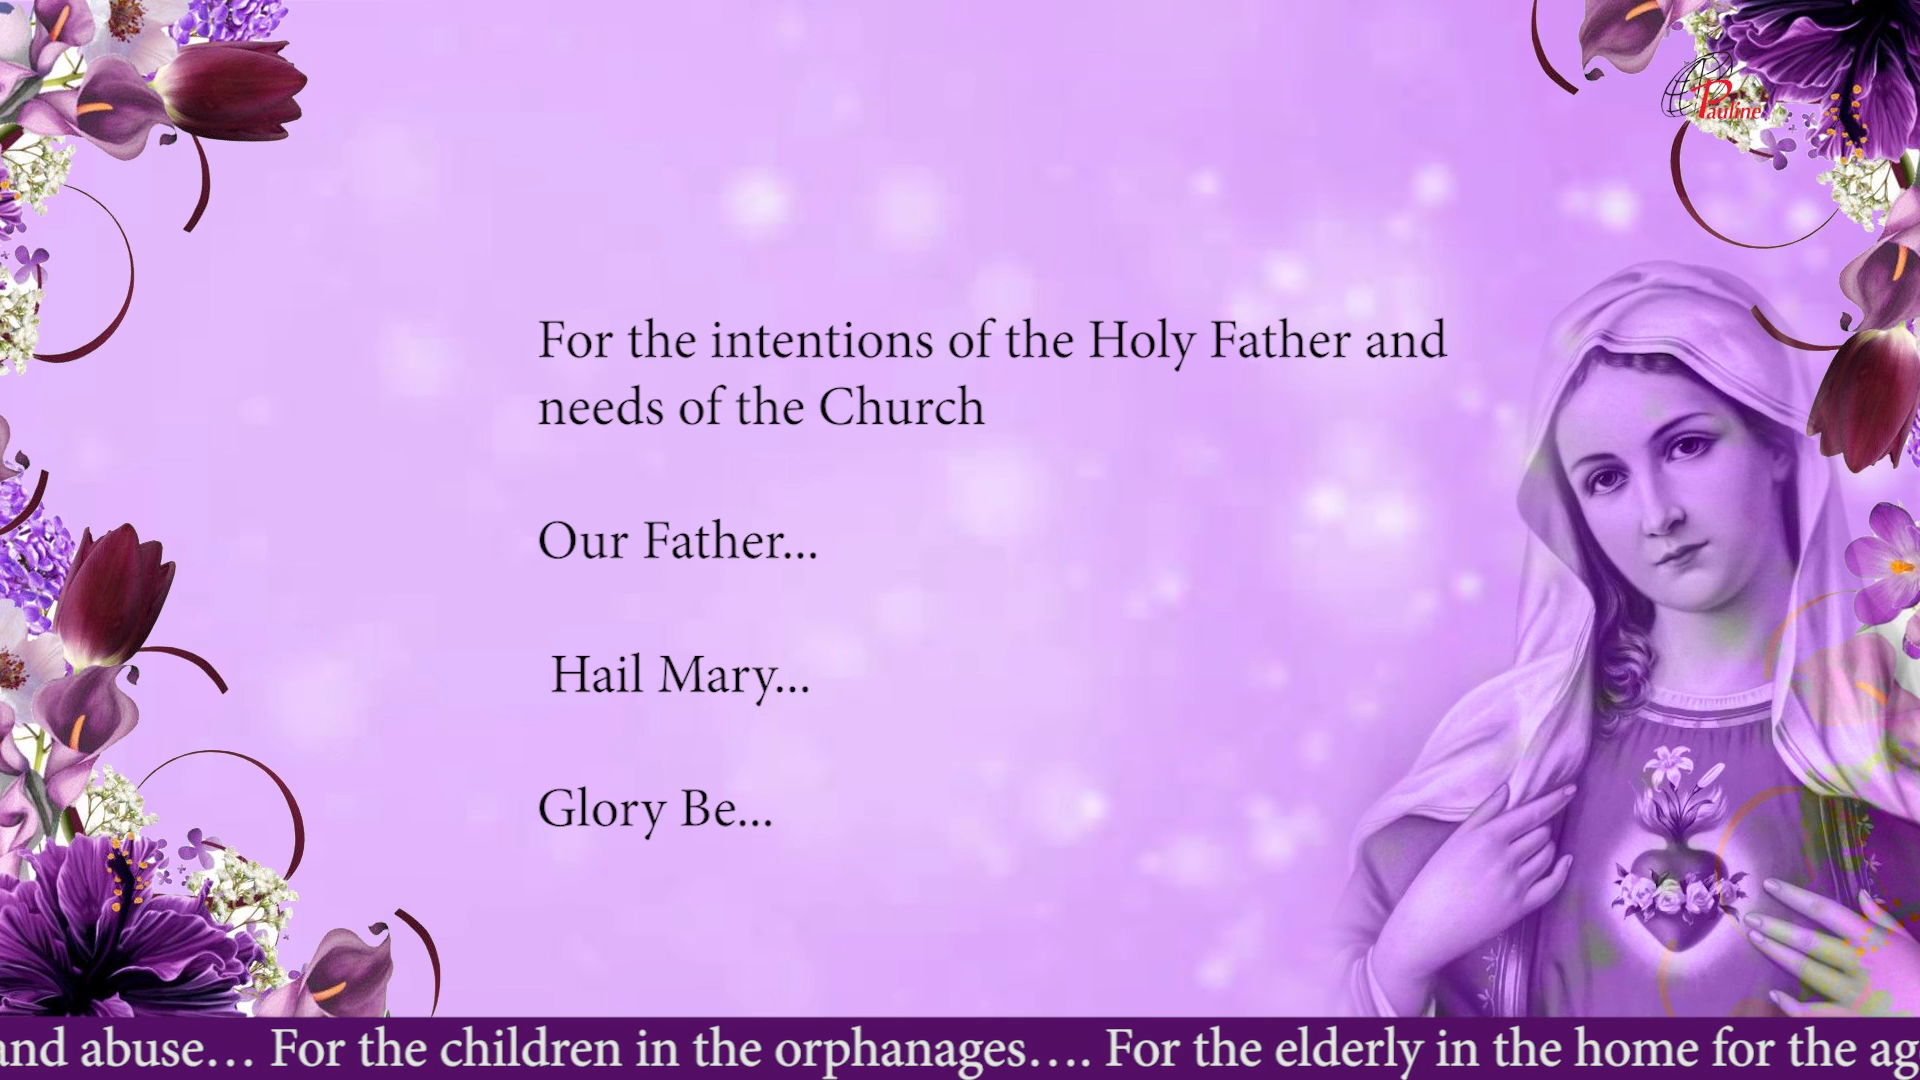 Pauline
For the intentions of the Holy Father and
needs of the Church
Our Father...
Hail Mary...
Glory Be...
and abuse... For the children in the orphanages.... For the elderly in the home for the ag